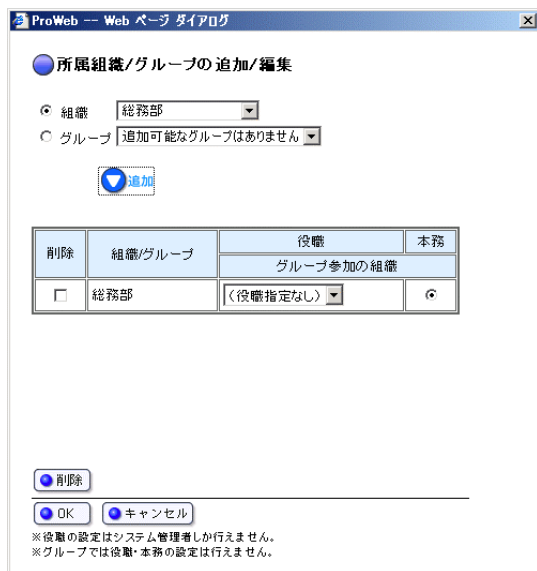 ProWeb -- Web ページ ダイアログ
所属組織/グループの追加/編集
組織 総務部
グループ 追加可能なグループはありません
追加
削除 組織/グループ 役職 本務
グループ参加の組織
総務部 (役職指定なし)
削除
OK キャンセル
※役職の設定はシステム管理者しか行えません。
※グループでは役職・本務の設定は行えません。